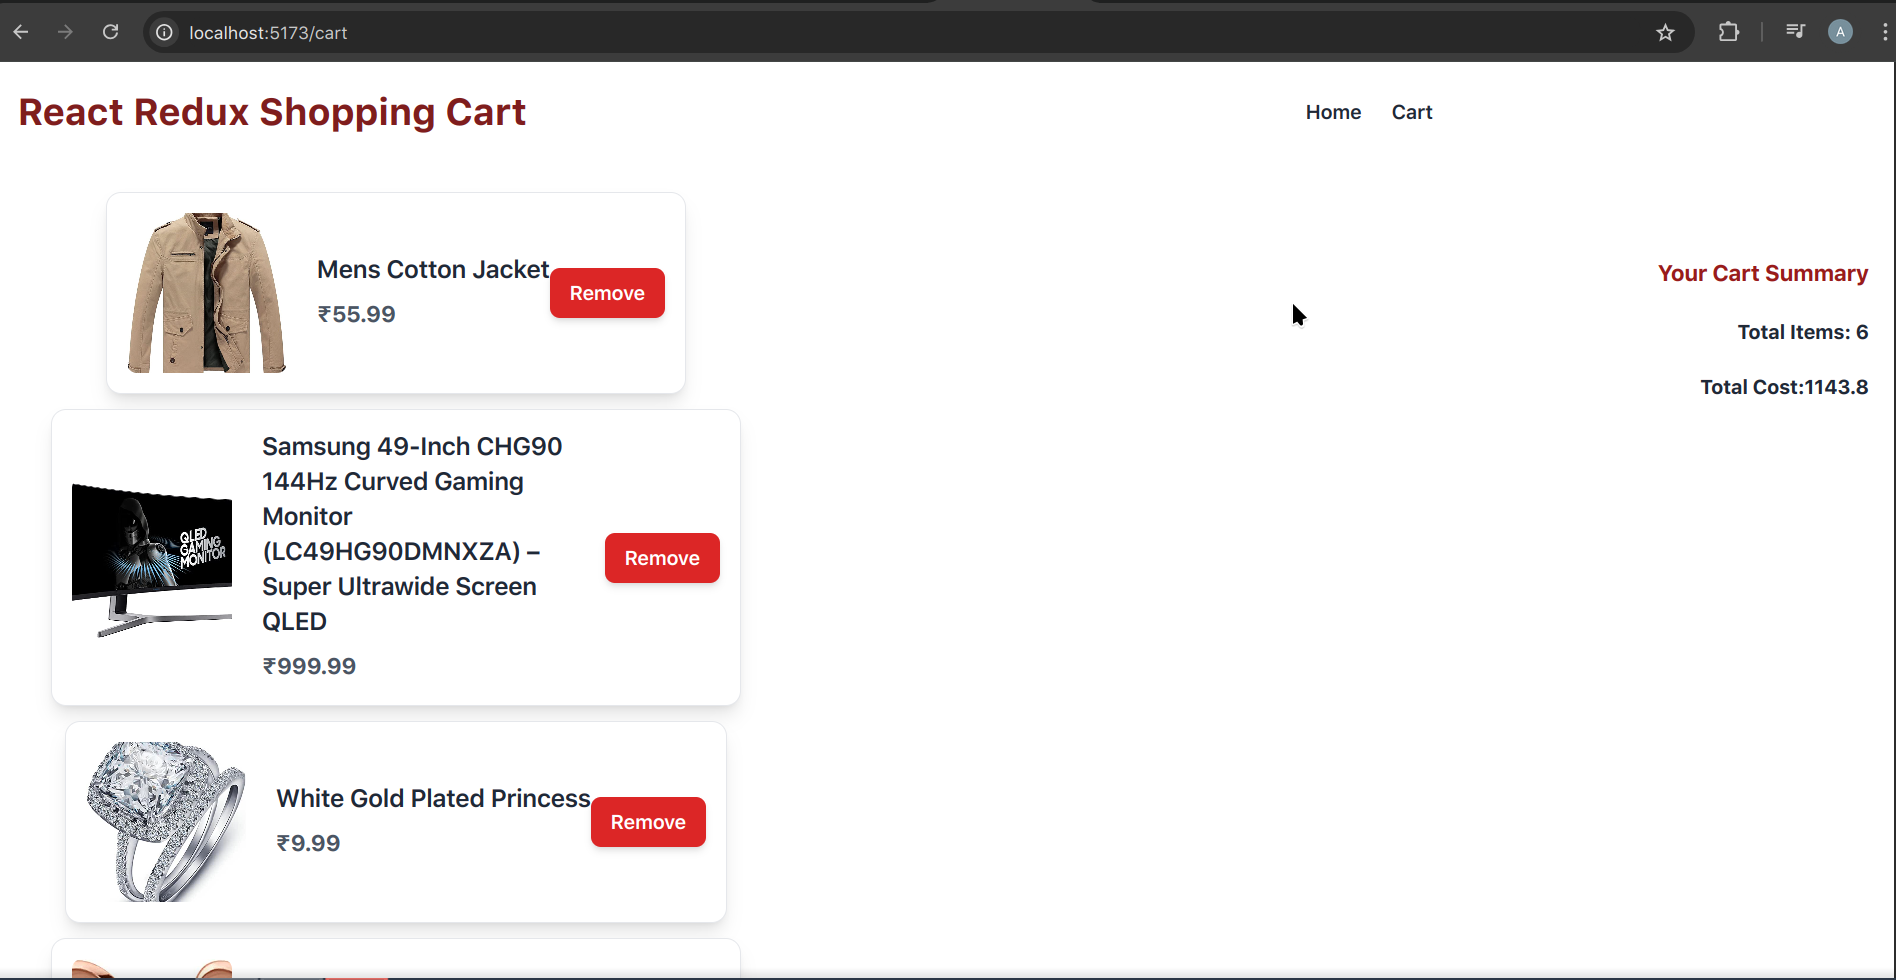 localhost:5173/cart
A
React Redux Shopping Cart
Home
Cart
Mens Cotton Jacket
₹55.99
Remove
Your Cart Summary
Total Items: 6
Total Cost:1143.8
Samsung 49-Inch CHG90
144Hz Curved Gaming
Monitor
(LC49HG90DMNXZA) –
Super Ultrawide Screen
QLED
₹999.99
QLED
GAMING
MONITOR
Remove
White Gold Plated Princess
₹9.99
Remove